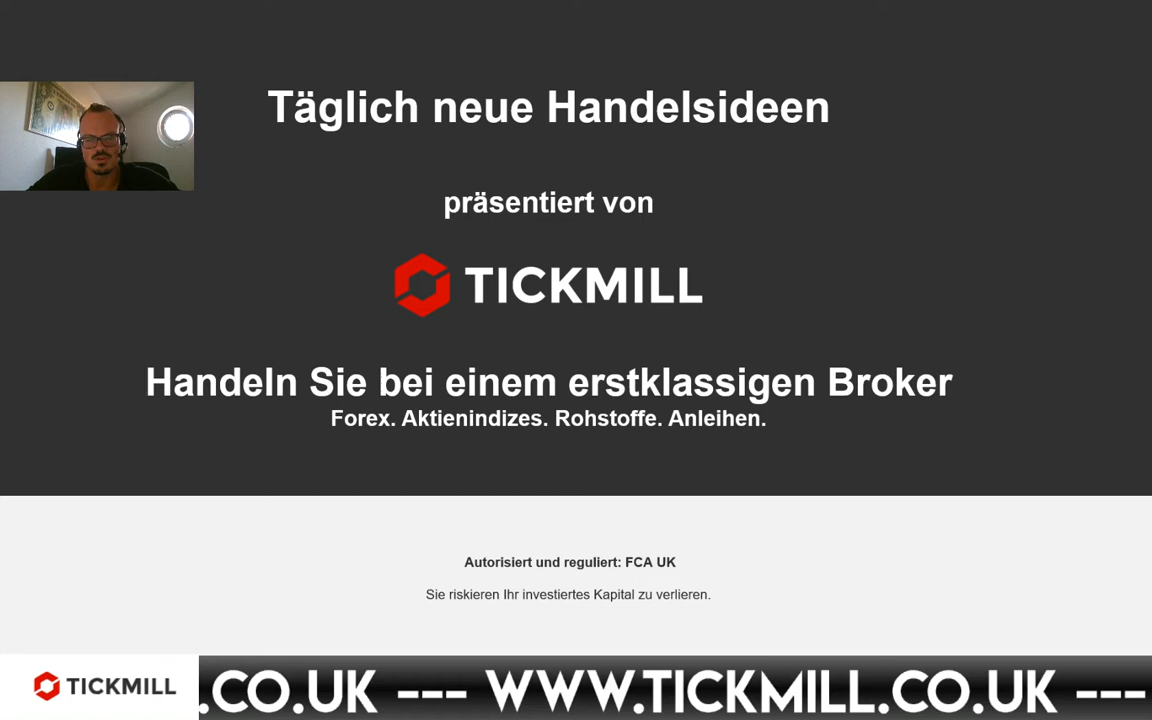 Täglich neue Handelsideen
präsentiert von
TICKMILL
Handeln Sie bei einem erstklassigen Broker
Forex. Aktienindizes. Rohstoffe. Anleihen.
Autorisiert und reguliert: FCA UK
Sie riskieren Ihr investiertes Kapital zu verlieren.
TICKMILL .CO.UK --- WWW.TICKMILL.CO.UK ---